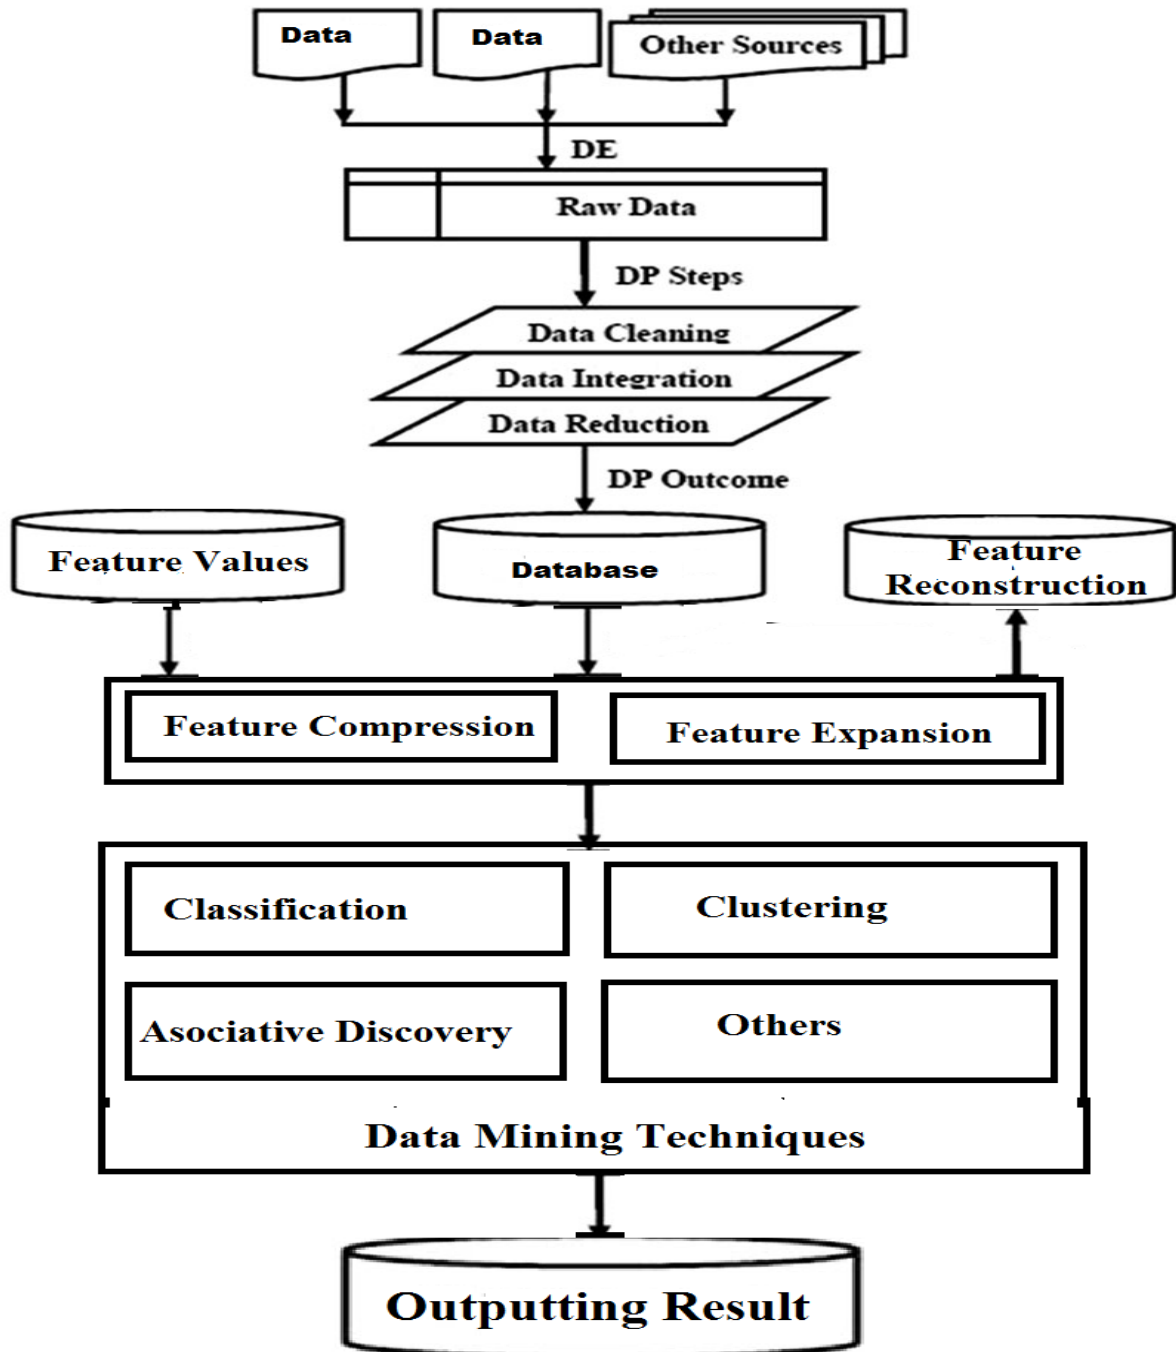 Data
Data
Other Sources
DE
Raw Data
DP Steps
Data Cleaning
Data Integration
Data Reduction
DP Outcome
Feature Values
Database
Feature
Reconstruction
Feature Compression
Feature Expansion
Classification
Clustering
Asociative Discovery
Others
Data Mining Techniques
Outputting Result